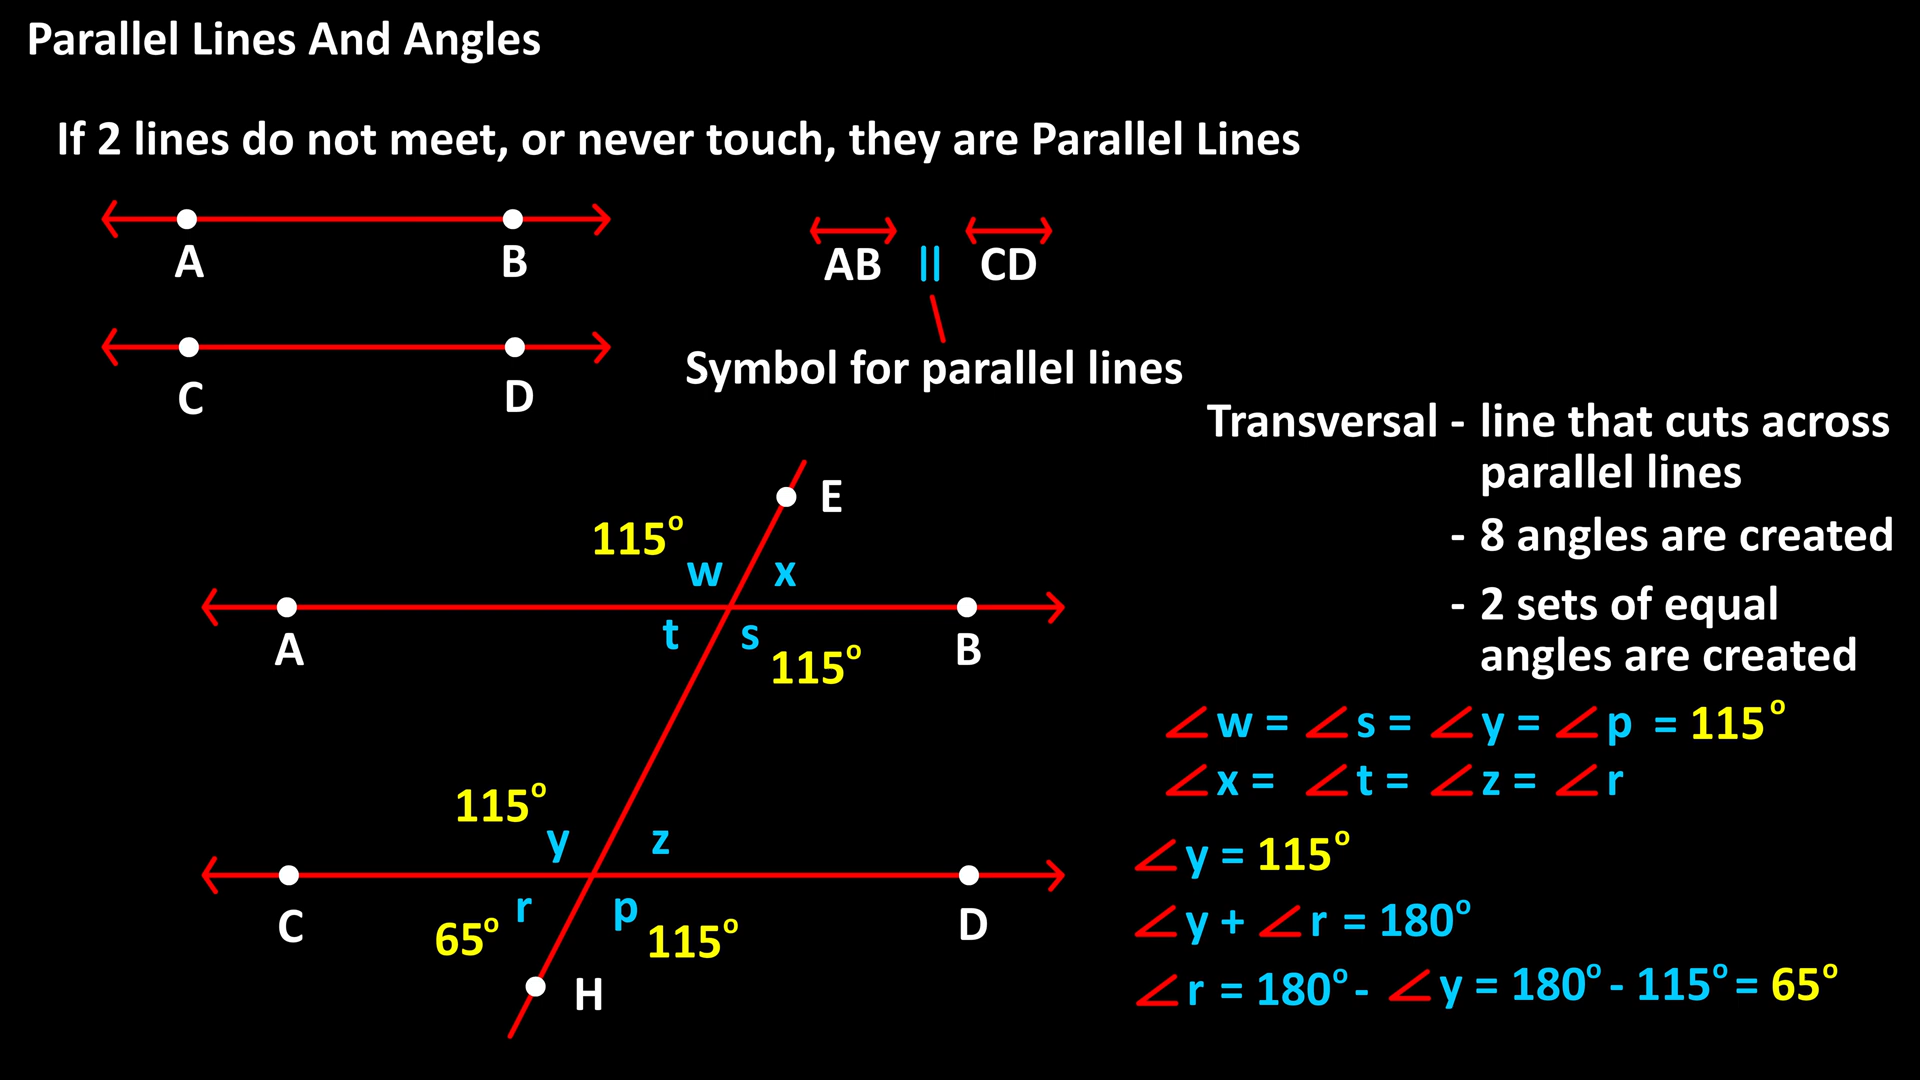 Parallel Lines And Angles
If 2 lines do not meet, or never touch, they are Parallel Lines
A B
C D
AB || CD
Symbol for parallel lines
Transversal - line that cuts across
parallel lines
- 8 angles are created
- 2 sets of equal
angles are created
E
115°
w x
t s
115°
A B
115°
y z
r p
65° 115°
C D
H
∠w = ∠s = ∠y = ∠p = 115°
∠x = ∠t = ∠z = ∠r
∠y = 115°
∠y + ∠r = 180°
∠r = 180° - ∠y = 180° - 115° = 65°